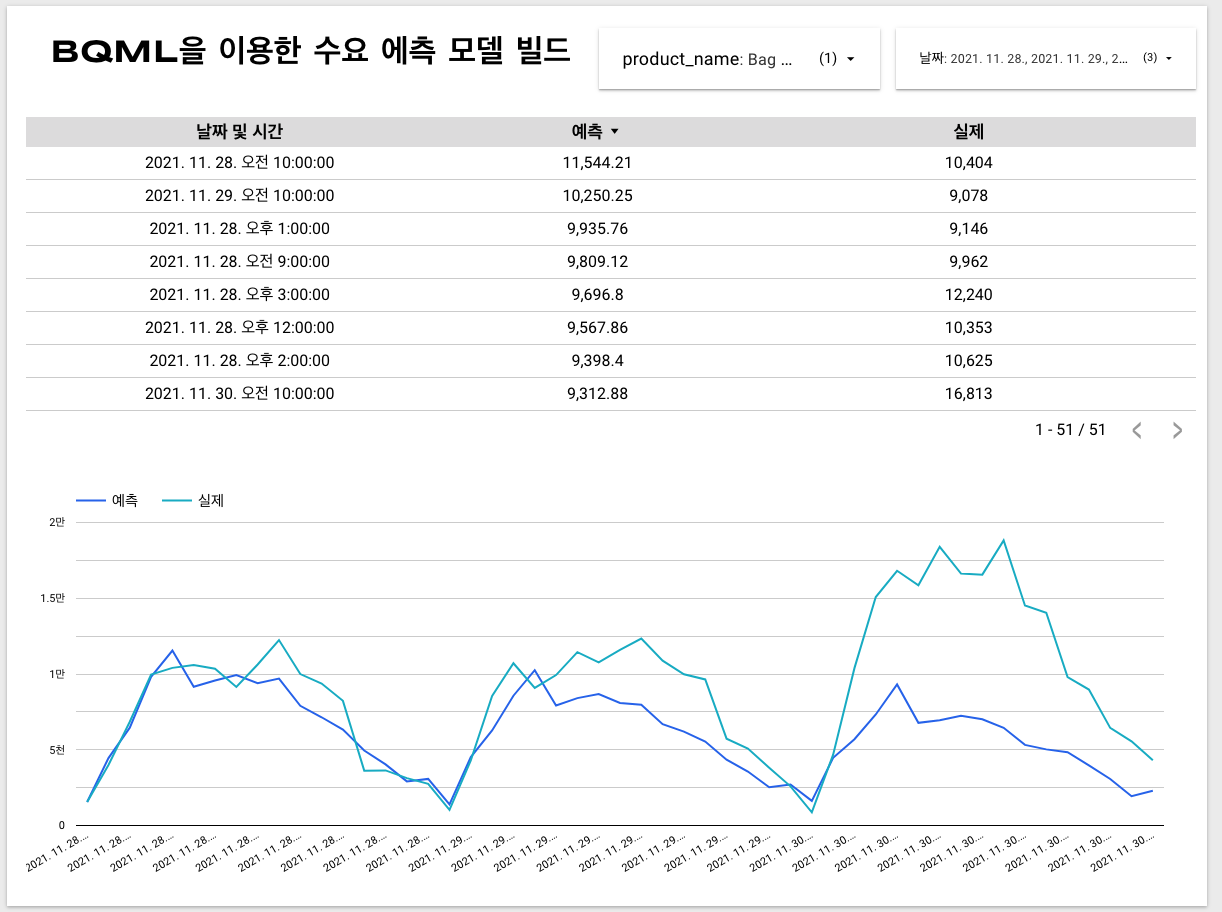 BQML을 이용한 수요 에측 모델 빌드
product_name: Bag ... (1)
날짜: 2021. 11. 28., 2021. 11. 29., 2... (3)
날짜 및 시간 예측 실제
2021. 11. 28. 오전 10:00:00 11,544.21 10,404
2021. 11. 29. 오전 10:00:00 10,250.25 9,078
2021. 11. 28. 오후 1:00:00 9,935.76 9,146
2021. 11. 28. 오전 9:00:00 9,809.12 9,962
2021. 11. 28. 오후 3:00:00 9,696.8 12,240
2021. 11. 28. 오후 12:00:00 9,567.86 10,353
2021. 11. 28. 오후 2:00:00 9,398.4 10,625
2021. 11. 30. 오전 10:00:00 9,312.88 16,813
1 - 51 / 51
예측 실제
2만
1.5만
1만
5천
0
2021. 11. 28.... 2021. 11. 28.... 2021. 11. 28.... 2021. 11. 28.... 2021. 11. 28.... 2021. 11. 28.... 2021. 11. 28.... 2021. 11. 28.... 2021. 11. 28.... 2021. 11. 29.... 2021. 11. 29.... 2021. 11. 29.... 2021. 11. 29.... 2021. 11. 29.... 2021. 11. 29.... 2021. 11. 29.... 2021. 11. 29.... 2021. 11. 30.... 2021. 11. 30.... 2021. 11. 30.... 2021. 11. 30.... 2021. 11. 30.... 2021. 11. 30.... 2021. 11. 30.... 2021. 11. 30.... 2021. 11. 30....